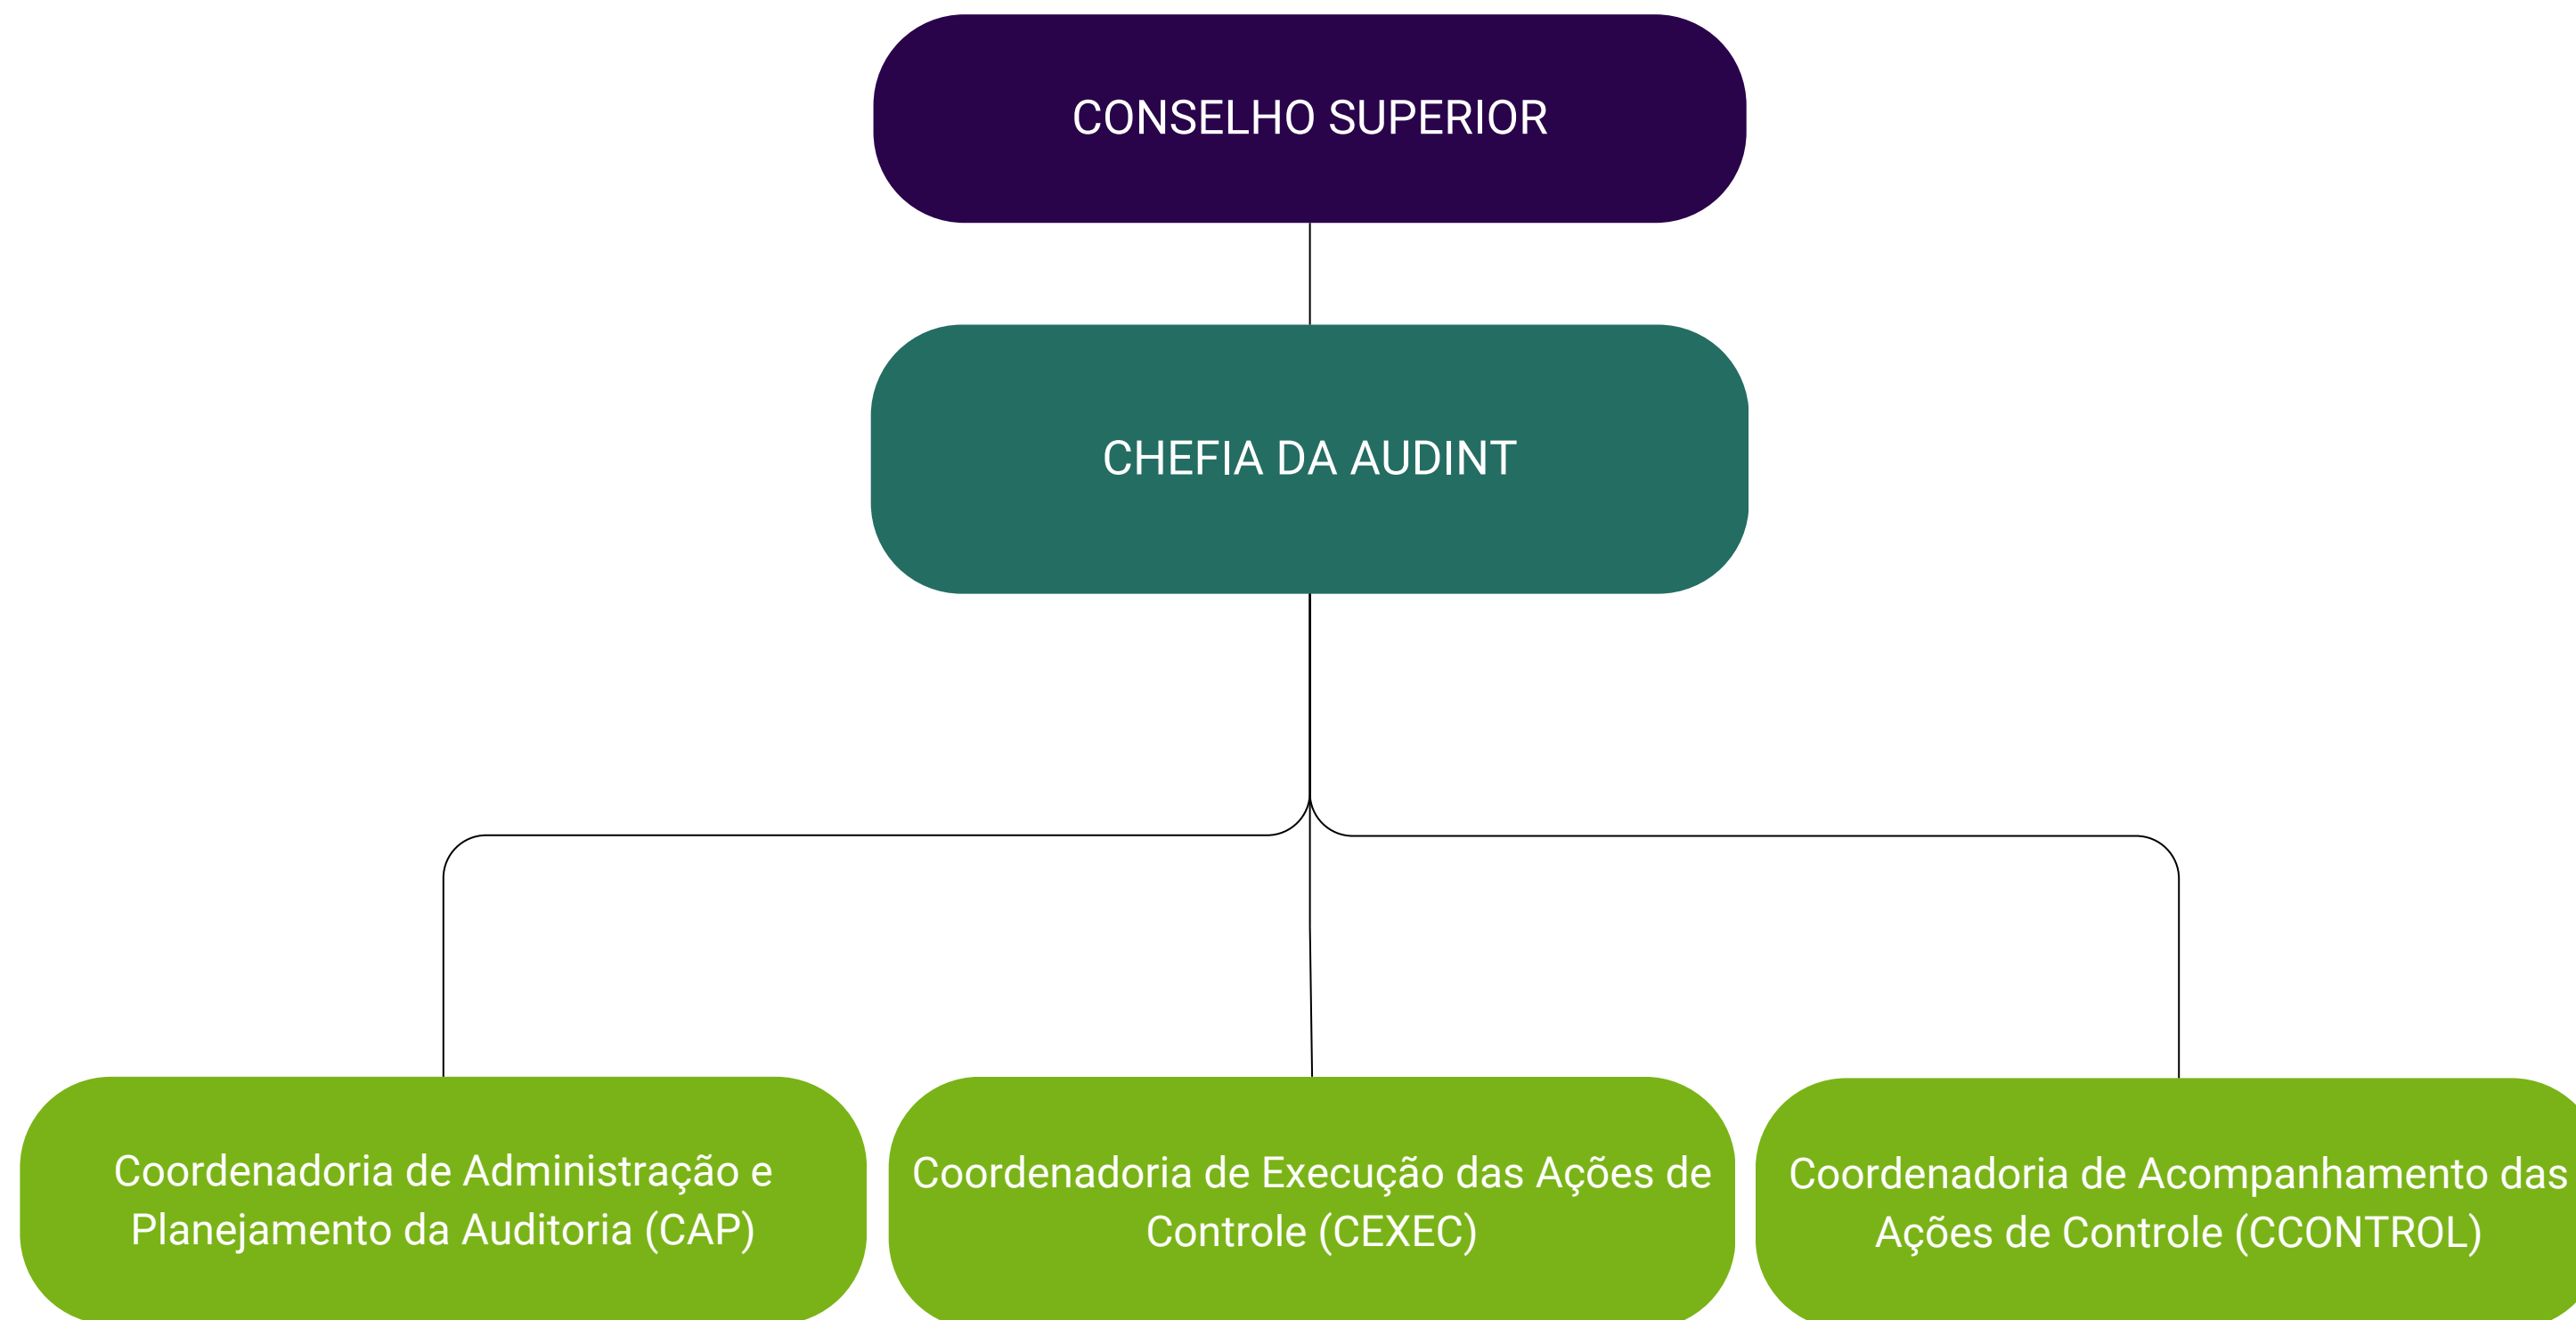 CONSELHO SUPERIOR
CHEFIA DA AUDINT
Coordenadoria de Administração e
Planejamento da Auditoria (CAP)
Coordenadoria de Execução das Ações de
Controle (CEXEC)
Coordenadoria de Acompanhamento das
Ações de Controle (CCONTROL)